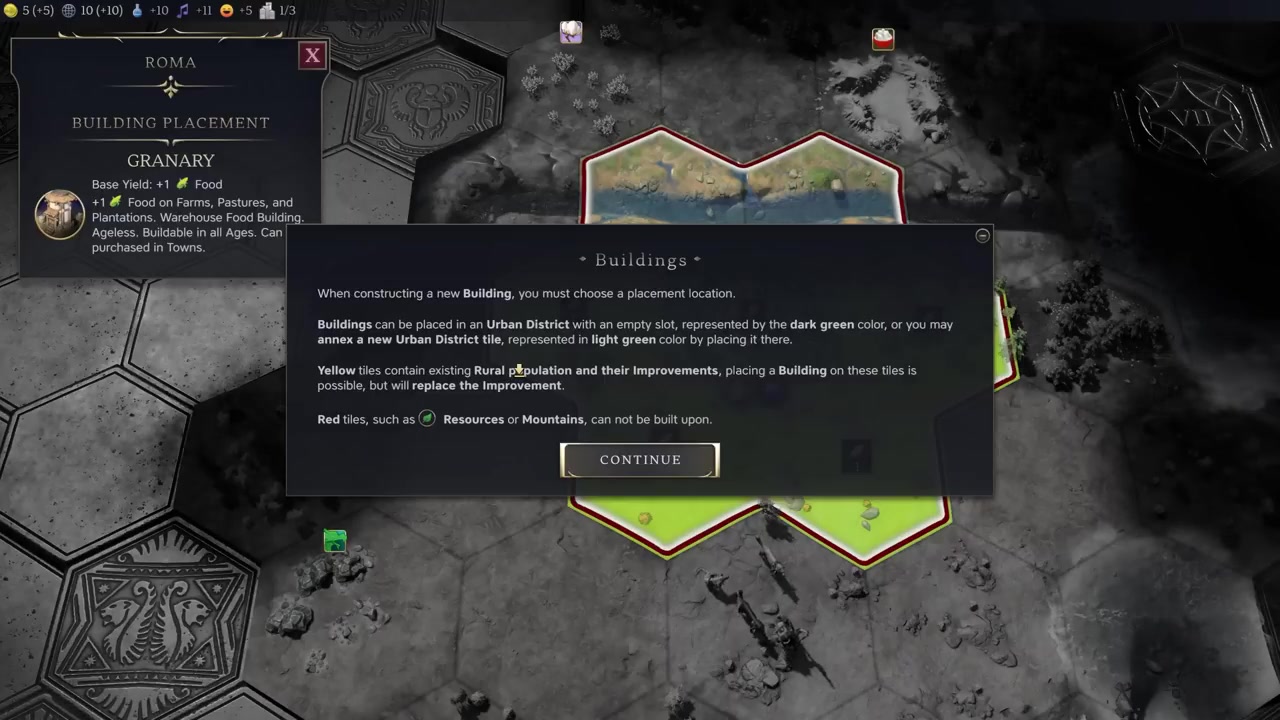 5 (+5) 10 (+10) +10 +11 +5 1/3
ROMA
X
BUILDING PLACEMENT
GRANARY
Base Yield: +1 Food
+1 Food on Farms, Pastures, and
Plantations. Warehouse Food Building.
Ageless. Buildable in all Ages. Can
purchased in Towns.
VII
Buildings
When constructing a new Building, you must choose a placement location.
Buildings can be placed in an Urban District with an empty slot, represented by the dark green color, or you may
annex a new Urban District tile, represented in light green color by placing it there.
Yellow tiles contain existing Rural population and their Improvements, placing a Building on these tiles is
possible, but will replace the Improvement.
Red tiles, such as Resources or Mountains, can not be built upon.
CONTINUE